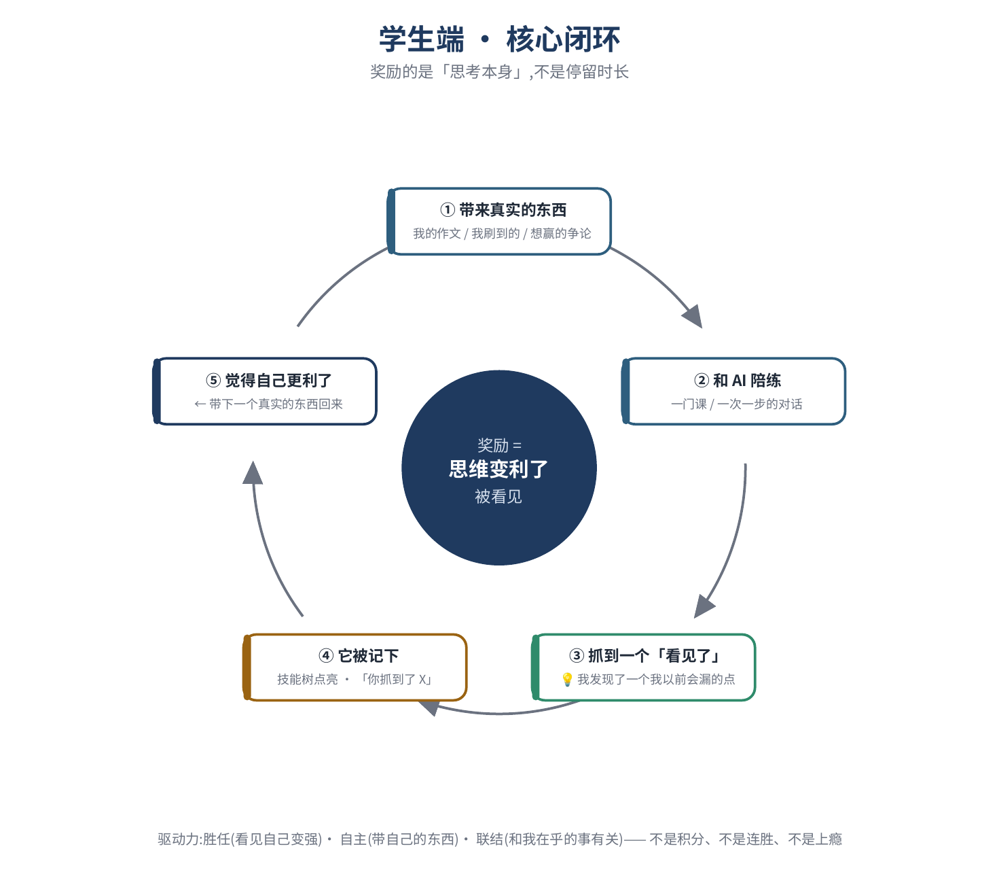 学生端 · 核心闭环
奖励的是「思考本身」,不是停留时长
① 带来真实的东西
我的作文 / 我刷到的 / 想赢的争论
② 和 AI 陪练
一门课 / 一次一步的对话
③ 抓到一个「看见了」
💡 我发现了一个我以前会漏的点
④ 它被记下
技能树点亮 · 「你抓到了 X」
⑤ 觉得自己更利了
← 带下一个真实的东西回来
奖励 =
思维变利了
被看见
驱动力:胜任(看见自己变强) · 自主(带自己的东西) · 联结(和我在乎的事有关)—— 不是积分、不是连胜、不是上瘾